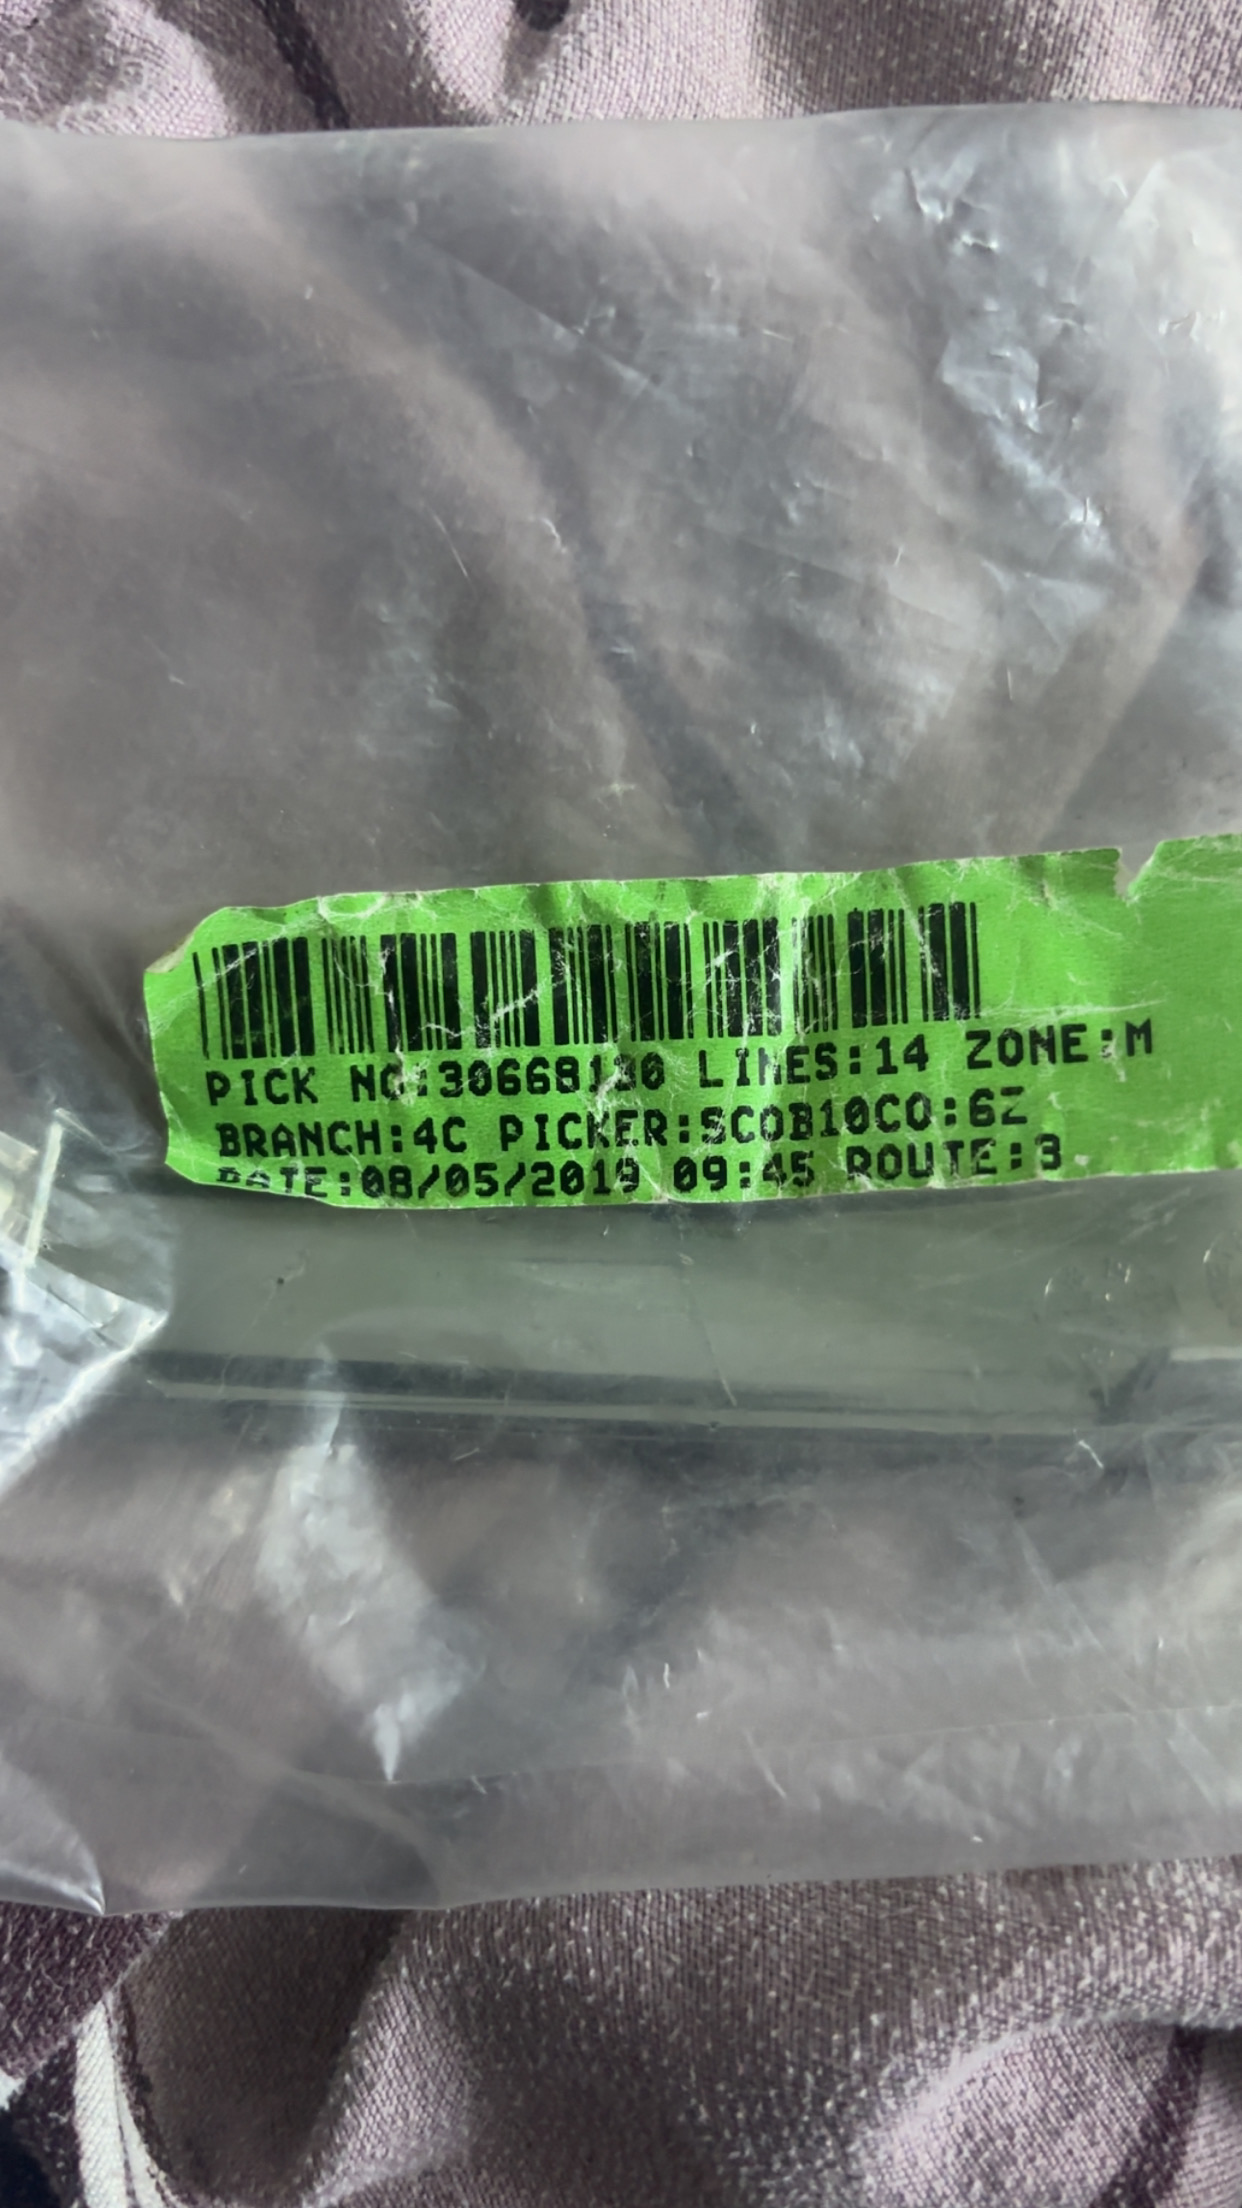 PICK NO:30668130 LINES:14 ZONE:M
BRANCH:4C PICKER:SCOB10CO:6Z
DATE:08/05/2019 09:45 ROUTE:3